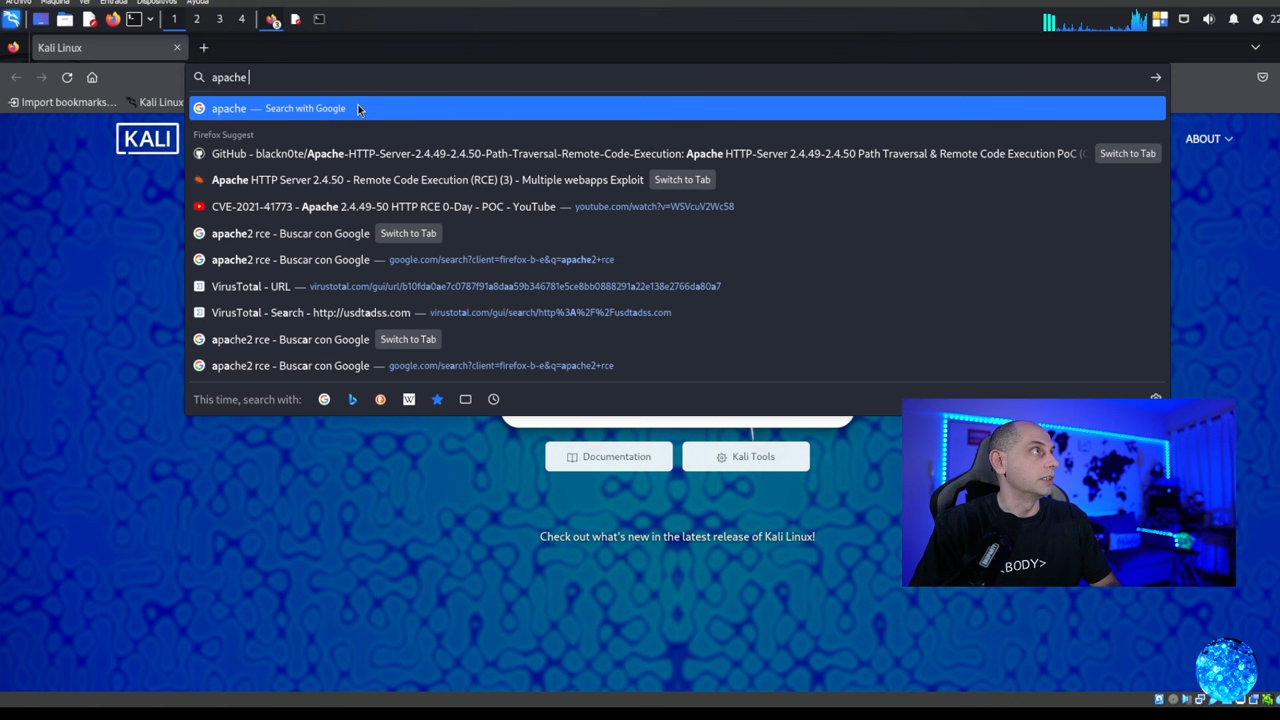 Archivo Máquina Ver Entrada Dispositivos Ayuda
1 2 3 4
22
Kali Linux
apache
Import bookmarks... Kali Linux
apache — Search with Google
Firefox Suggest
GitHub - blackn0te/Apache-HTTP-Server-2.4.49-2.4.50-Path-Traversal-Remote-Code-Execution: Apache HTTP-Server 2.4.49-2.4.50 Path Traversal & Remote Code Execution PoC (C Switch to Tab
Apache HTTP Server 2.4.50 - Remote Code Execution (RCE) (3) - Multiple webapps Exploit Switch to Tab
CVE-2021-41773 - Apache 2.4.49-50 HTTP RCE 0-Day - POC - YouTube — youtube.com/watch?v=WSVcuV2Wc58
apache2 rce - Buscar con Google Switch to Tab
apache2 rce - Buscar con Google — google.com/search?client=firefox-b-e&q=apache2+rce
VirusTotal - URL — virustotal.com/gui/url/b10fda0ae7c0787f91a8daa59b346781e5ce8bb0888291a22e138e2766da80a7
VirusTotal - Search - http://usdtadss.com — virustotal.com/gui/search/http%3A%2F%2Fusdtadss.com
apache2 rce - Buscar con Google Switch to Tab
apache2 rce - Buscar con Google — google.com/search?client=firefox-b-e&q=apache2+rce
This time, search with:
KALI
ABOUT
Documentation
Kali Tools
Check out what's new in the latest release of Kali Linux!
BODY>